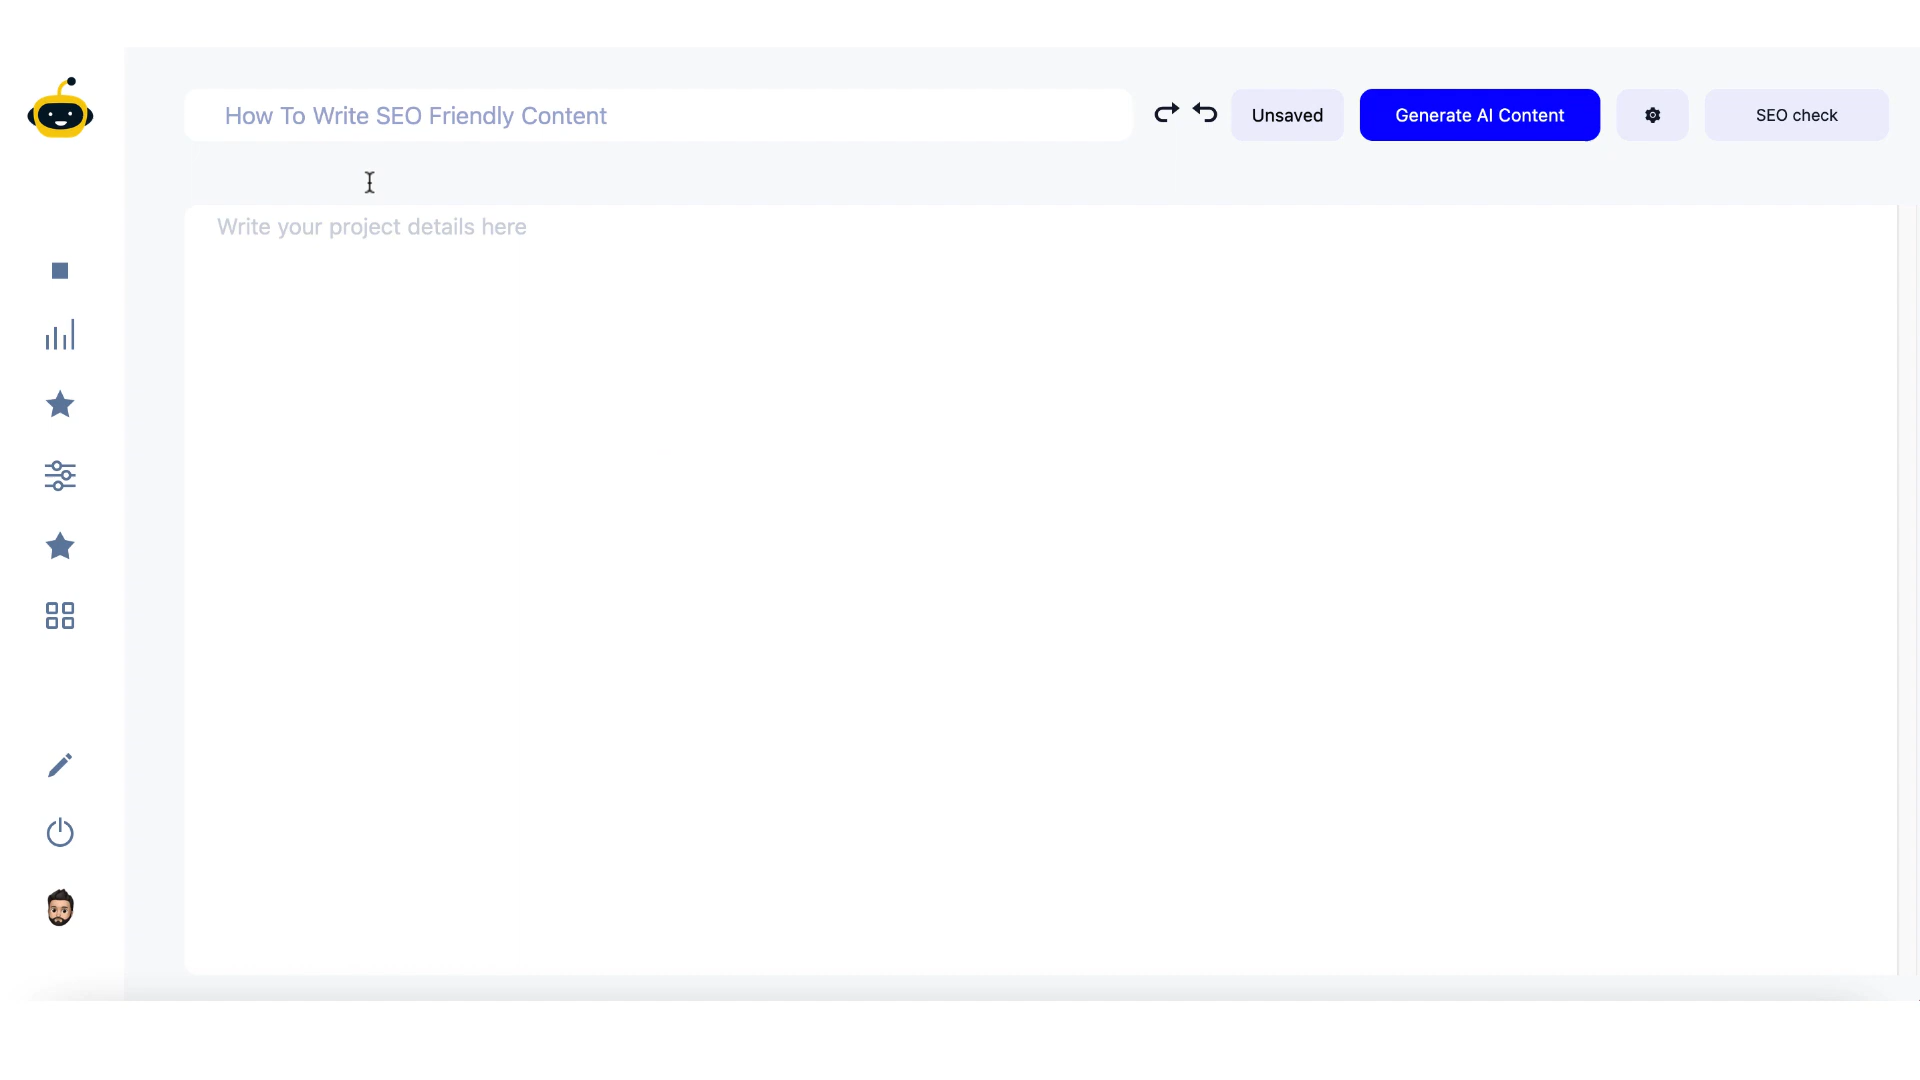 How To Write SEO Friendly Content
Unsaved
Generate AI Content
SEO check
Write your project details here